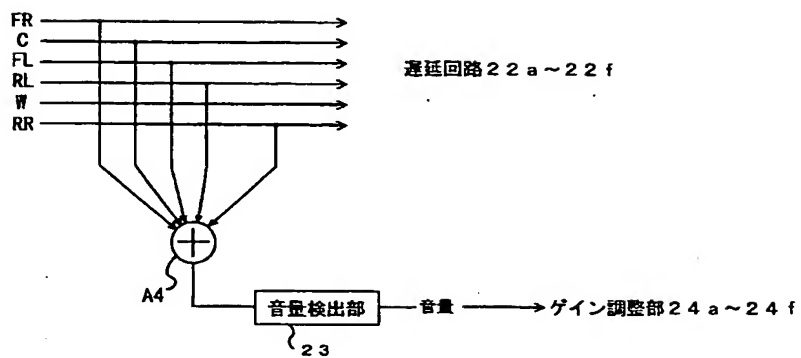 FR
C
FL
RL
W
RR
遅延回路22a~22f
A4
音量検出部
音量
ゲイン調整部24a~24f
23